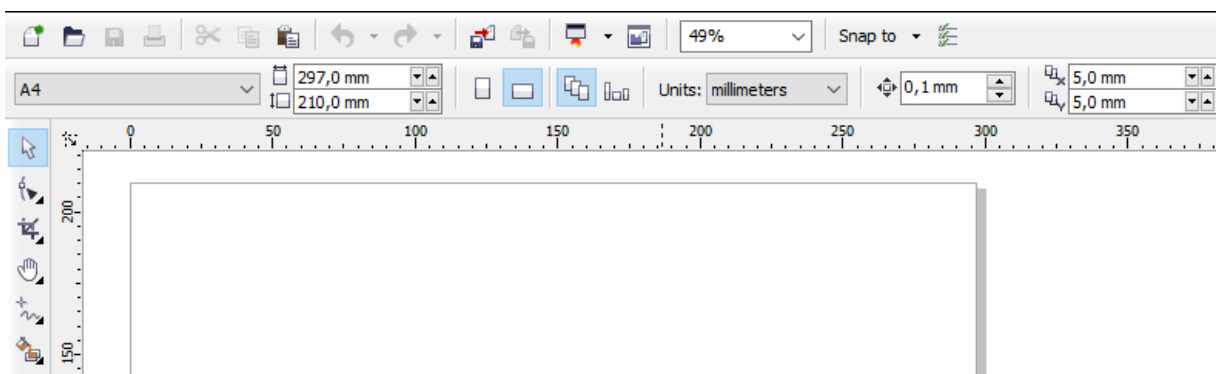 49%
Snap to
A4
297,0 mm
210,0 mm
Units: millimeters
0,1 mm
5,0 mm
5,0 mm
x
y
0 50 100 150 200 250 300 350
200
150